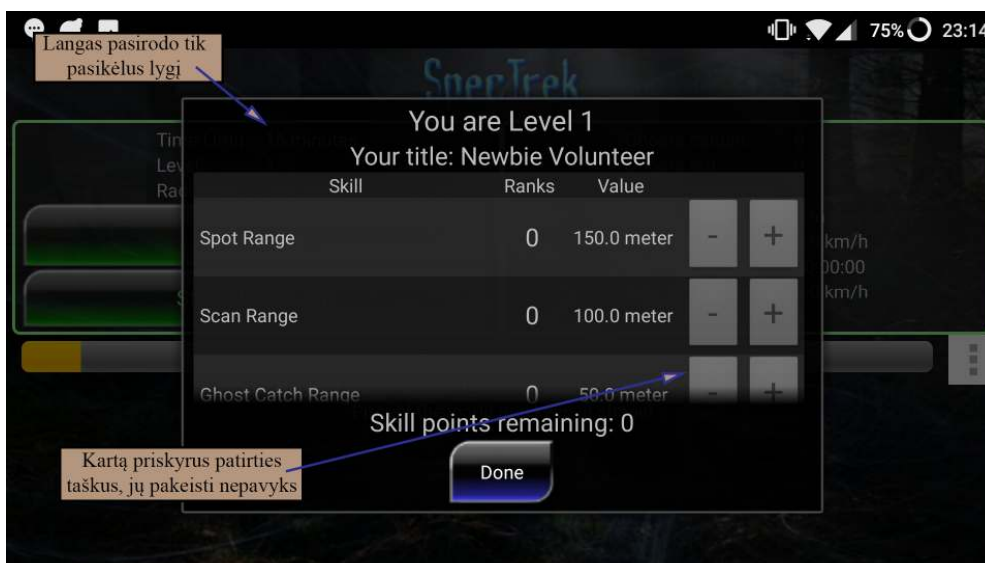 75% 23:14
Langas pasirodo tik
pasikėlus lygį
SpecTrek
You are Level 1
Your title: Newbie Volunteer
Skill Ranks Value
Spot Range 0 150.0 meter - +
km/h
00:00
Scan Range 0 100.0 meter - +
km/h
Ghost Catch Range 0 50.0 meter - +
Skill points remaining: 0
Kartą priskyrus patirties
taškus, jų pakeisti nepavyks
Done